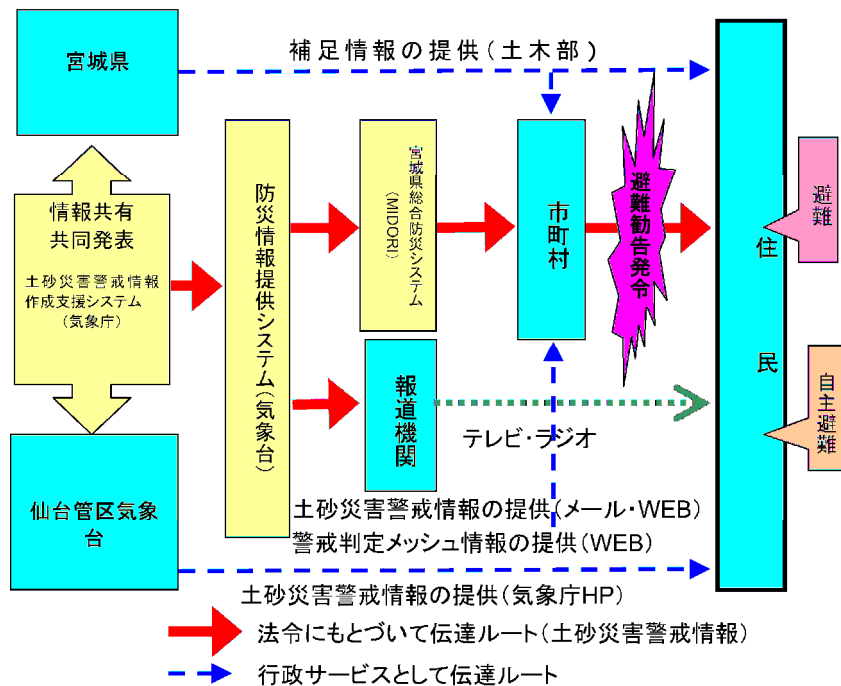 宮城県
補足情報の提供(土木部)
情報共有
共同発表
土砂災害警戒情報
作成支援システム
(気象庁)
仙台管区気象
台
防災情報提供システム(気象台)
宮城県総合防災システム
(MIDORI)
報道機関
市町村
避難勧告発令
住民
避難
自主避難
テレビ・ラジオ
土砂災害警戒情報の提供(メール・WEB)
警戒判定メッシュ情報の提供(WEB)
土砂災害警戒情報の提供(気象庁HP)
法令にもとづいて伝達ルート(土砂災害警戒情報)
行政サービスとして伝達ルート